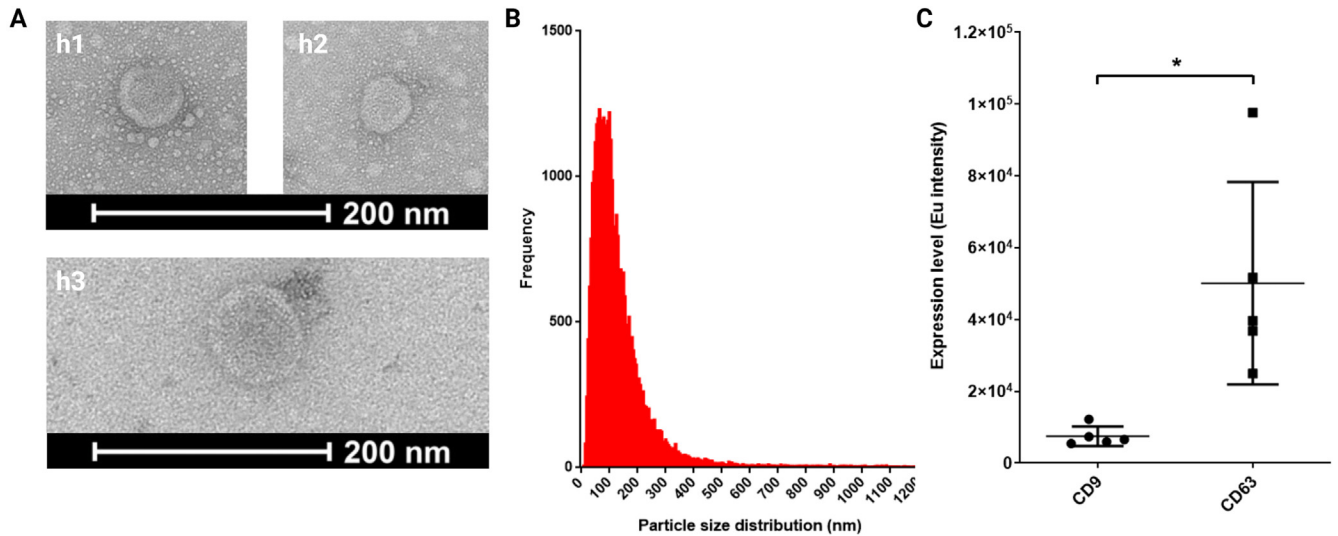 A
h1
h2
200 nm
h3
200 nm
B
1500
1000
500
0
Frequency
0
100
200
300
400
500
600
700
800
900
1000
1100
1200
Particle size distribution (nm)
C
1.2×10⁵
1×10⁵
8×10⁴
6×10⁴
4×10⁴
2×10⁴
0
Expression level (Eu intensity)
*
CD9
CD63